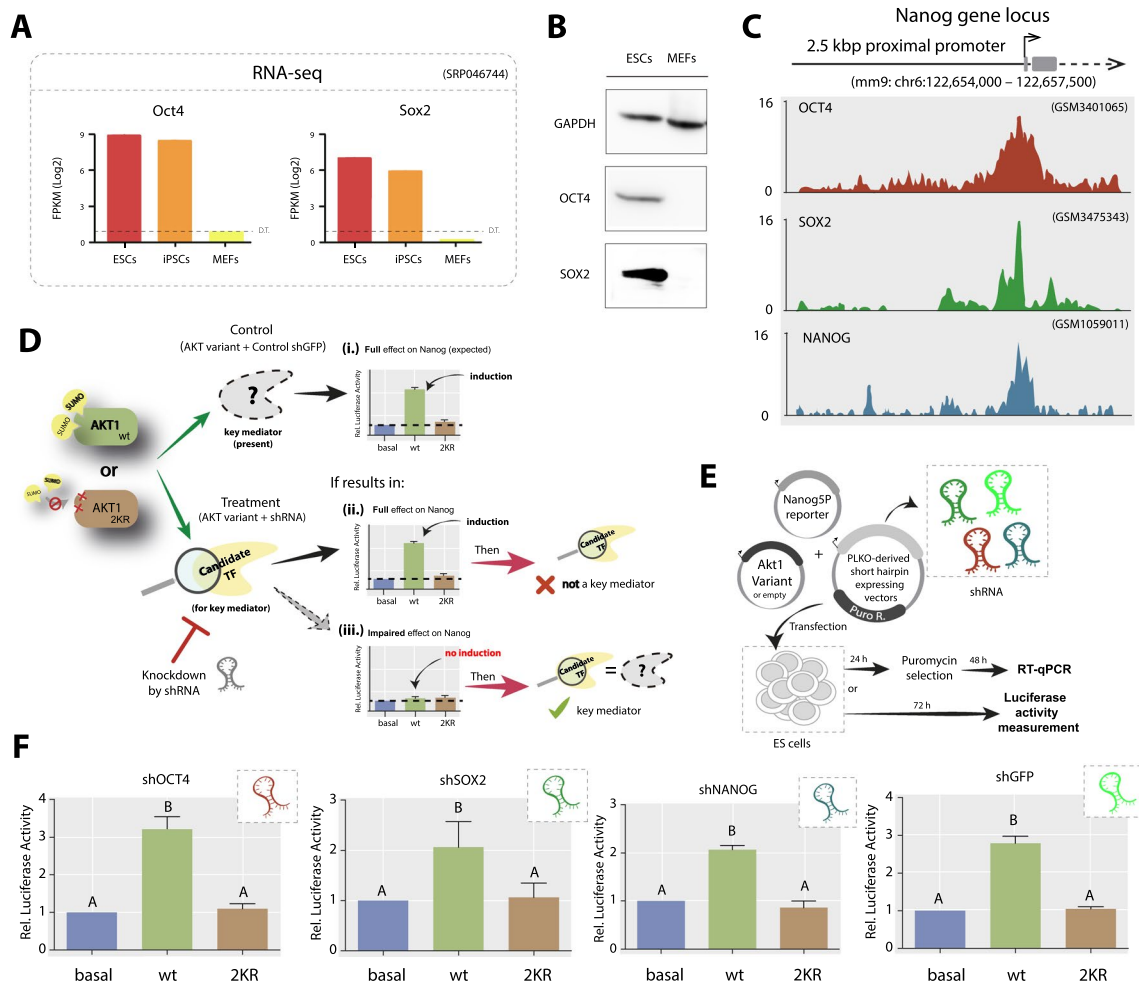 A
RNA-seq
(SRP046744)
Oct4
FPKM (Log2)
9
6
3
0
D.T.
ESCs
iPSCs
MEFs
Sox2
FPKM (Log2)
9
6
3
0
D.T.
ESCs
iPSCs
MEFs
B
ESCs
MEFs
GAPDH
OCT4
SOX2
C
Nanog gene locus
2.5 kbp proximal promoter
(mm9: chr6:122,654,000 – 122,657,500)
16
OCT4
(GSM3401065)
0
16
SOX2
(GSM3475343)
0
16
NANOG
(GSM1059011)
0
D
SUMO
SUMO
AKT1
wt
or
SUMO
SUMO
AKT1
2KR
Control
(AKT variant + Control shGFP)
?
key mediator
(present)
(i.) Full effect on Nanog (expected)
Rel. Luciferase Activity
induction
basal
wt
2KR
Treatment
(AKT variant + shRNA)
Candidate
TF
(for key mediator)
Knockdown
by shRNA
If results in:
(ii.) Full effect on Nanog
Rel. Luciferase Activity
induction
basal
wt
2KR
Then
Candidate
TF
not a key mediator
(iii.) Impaired effect on Nanog
Rel. Luciferase Activity
no induction
basal
wt
2KR
Then
Candidate
TF
=
?
key mediator
E
Nanog5P
reporter
+
Akt1
Variant
or empty
PLKO-derived
short hairpin
expressing
vectors
Puro R.
shRNA
Transfection
ES cells
24 h
Puromycin
selection
48 h
RT-qPCR
or
72 h
Luciferase
activity
measurement
F
shOCT4
Rel. Luciferase Activity
4
3
2
1
0
A
B
A
basal
wt
2KR
shSOX2
Rel. Luciferase Activity
3
2
1
0
A
B
A
basal
wt
2KR
shNANOG
Rel. Luciferase Activity
3
2
1
0
A
B
A
basal
wt
2KR
shGFP
Rel. Luciferase Activity
4
3
2
1
0
A
B
A
basal
wt
2KR